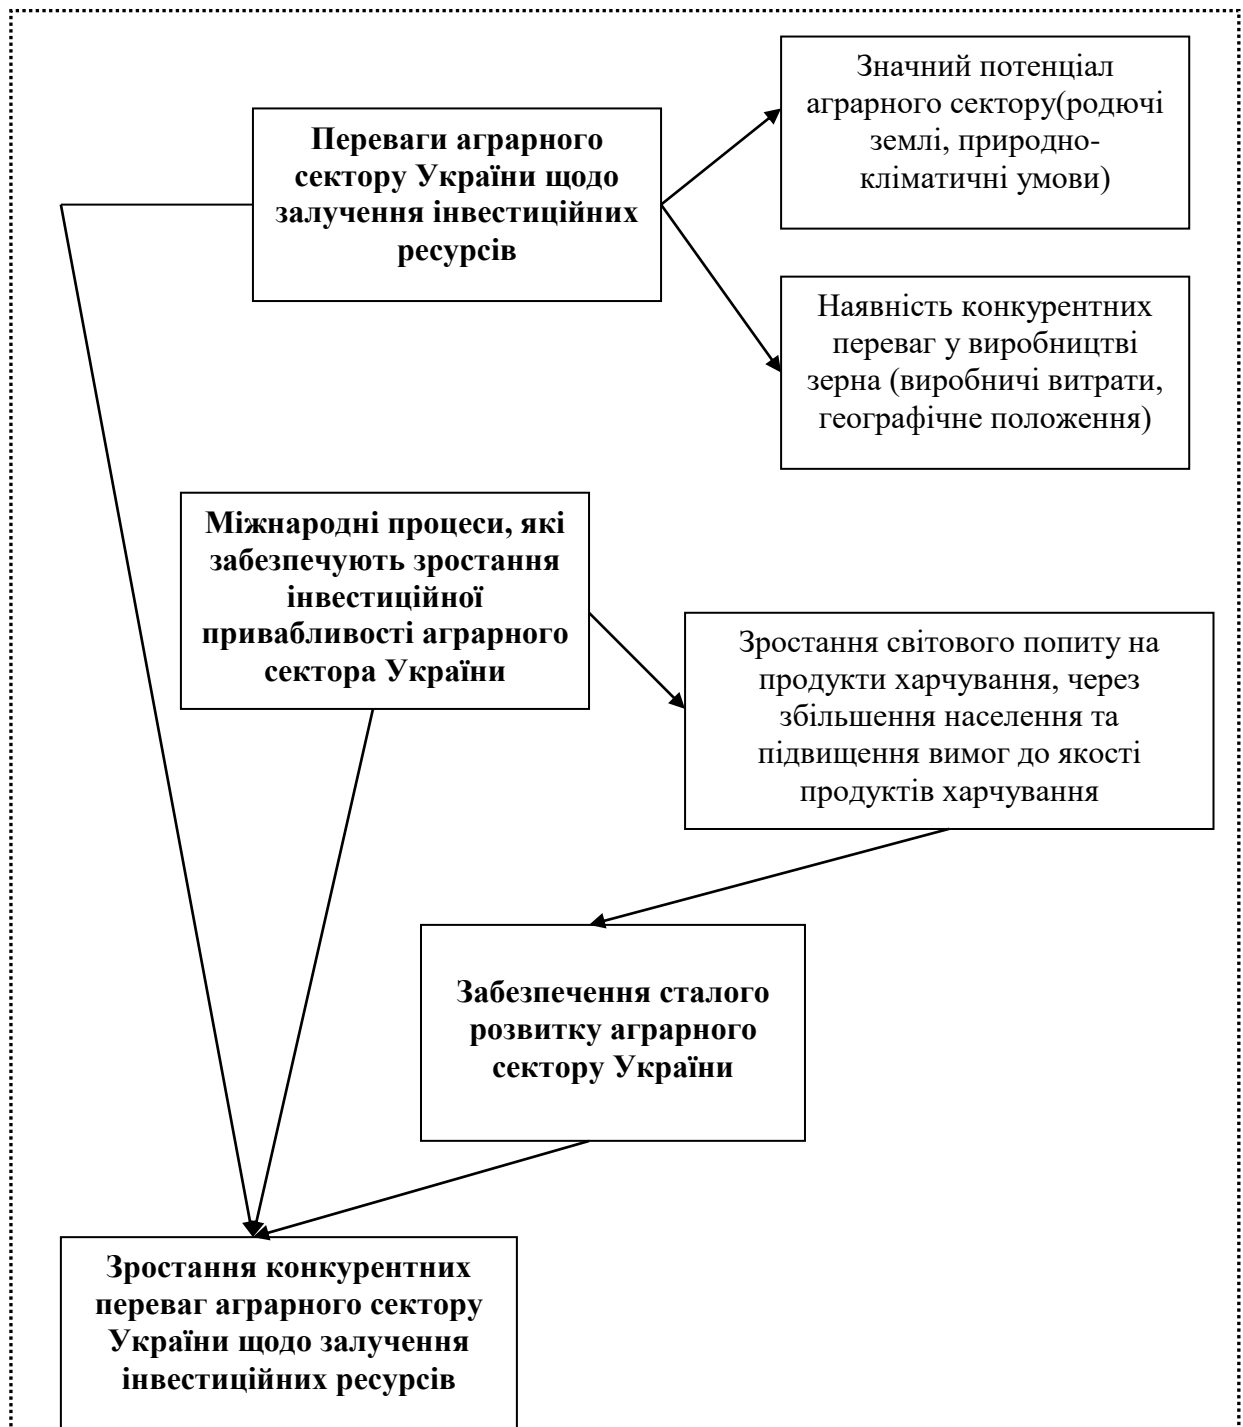 Значний потенціал
аграрного сектору(родючі
землі, природно-
кліматичні умови)
Переваги аграрного
сектору України щодо
залучення інвестиційних
ресурсів
Наявність конкурентних
переваг у виробництві
зерна (виробничі витрати,
географічне положення)
Міжнародні процеси, які
забезпечують зростання
інвестиційної
привабливості аграрного
сектора України
Зростання світового попиту на
продукти харчування, через
збільшення населення та
підвищення вимог до якості
продуктів харчування
Забезпечення сталого
розвитку аграрного
сектору України
Зростання конкурентних
переваг аграрного сектору
України щодо залучення
інвестиційних ресурсів